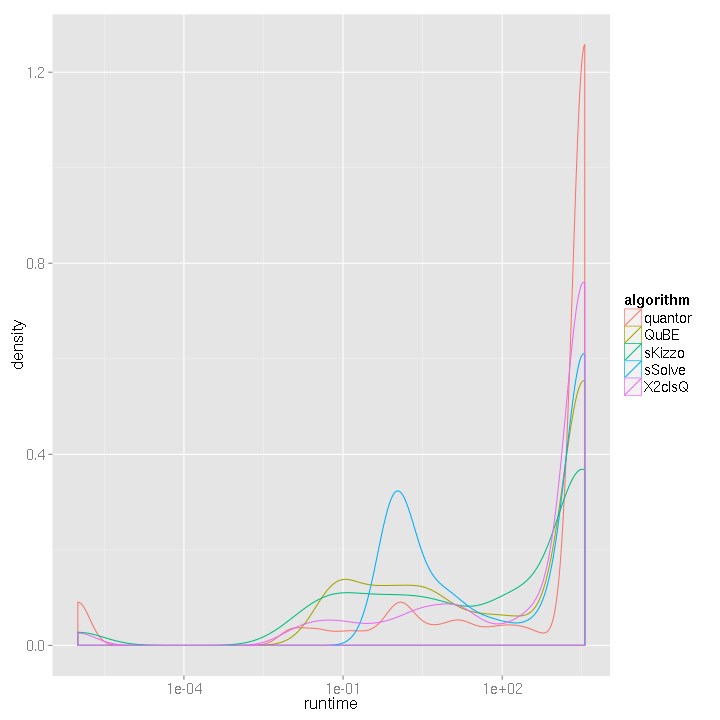 1.2
0.8
0.4
0.0
density
1e-04 1e-01 1e+02
runtime
algorithm
quantor
QuBE
sKizzo
sSolve
X2clsQ